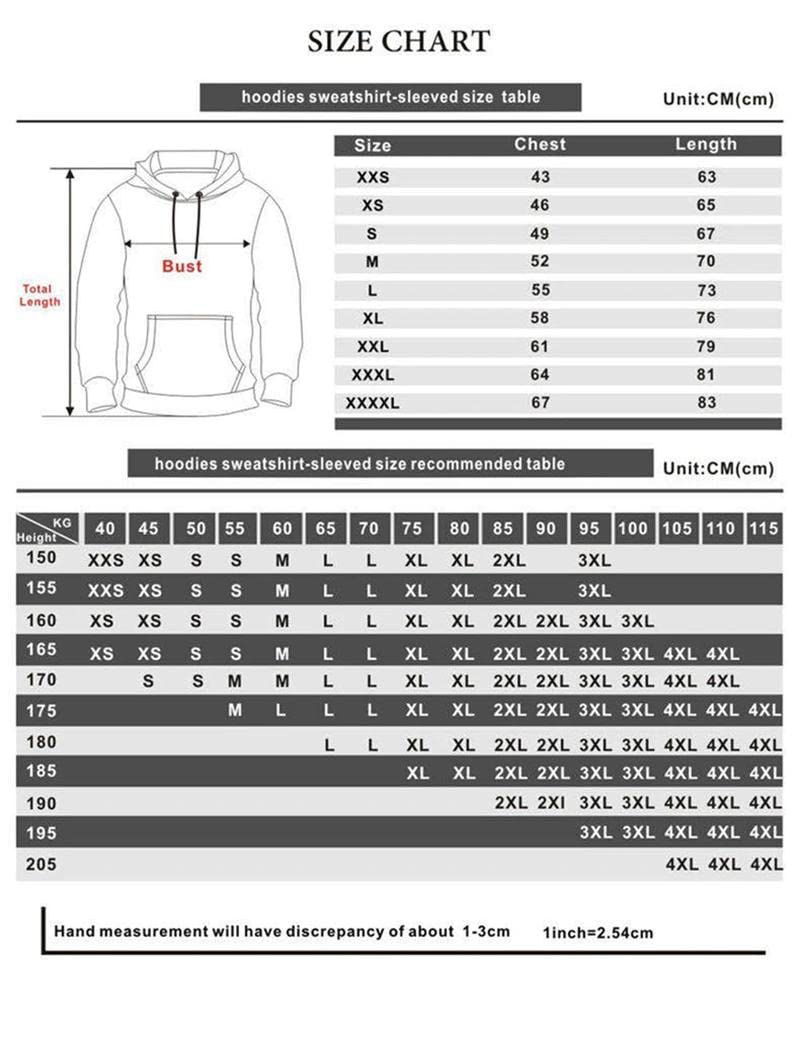 SIZE CHART
hoodies sweatshirt-sleeved size table
Unit:CM(cm)
Size Chest Length
XXS 43 63
XS 46 65
S 49 67
M 52 70
L 55 73
XL 58 76
XXL 61 79
XXXL 64 81
XXXXL 67 83
Bust
Total
Length
hoodies sweatshirt-sleeved size recommended table
Unit:CM(cm)
KG
Height
40 45 50 55 60 65 70 75 80 85 90 95 100 105 110 115
150 XXS XS S S M L L XL XL 2XL 3XL
155 XXS XS S S M L L XL XL 2XL 3XL
160 XS XS S S M L L XL XL 2XL 2XL 3XL 3XL
165 XS XS S S M L L XL XL 2XL 2XL 3XL 3XL 4XL 4XL
170 S S M M L L XL XL 2XL 2XL 3XL 3XL 4XL 4XL
175 M L L L XL XL 2XL 2XL 3XL 3XL 4XL 4XL 4XL
180 L L XL XL 2XL 2XL 3XL 3XL 4XL 4XL 4XL
185 XL XL 2XL 2XL 3XL 3XL 4XL 4XL 4XL
190 2XL 2XI 3XL 3XL 4XL 4XL 4XL
195 3XL 3XL 4XL 4XL 4XL
205 4XL 4XL 4XL
Hand measurement will have discrepancy of about 1-3cm 1inch=2.54cm